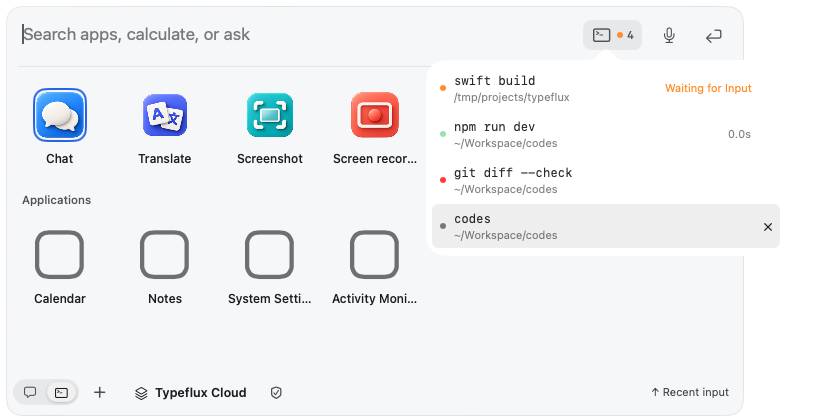 Search apps, calculate, or ask
4
swift build
/tmp/projects/typeflux
Waiting for Input
npm run dev
~/Workspace/codes
0.0s
git diff --check
~/Workspace/codes
codes
~/Workspace/codes
Chat
Translate
Screenshot
Screen recor...
Applications
Calendar
Notes
System Setti...
Activity Moni...
Typeflux Cloud
↑ Recent input